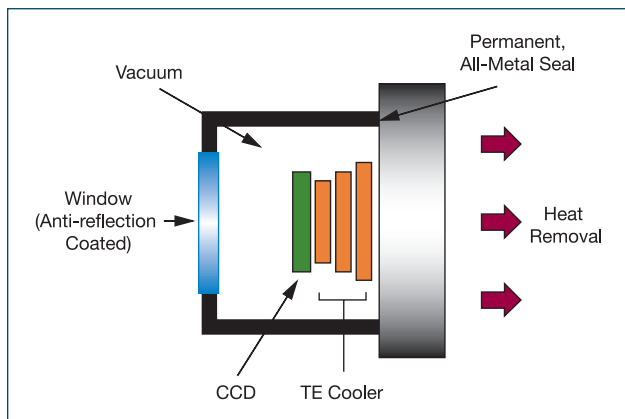 Permanent,
All-Metal Seal
Vacuum
Window
(Anti-reflection
Coated)
Heat
Removal
CCD
TE Cooler